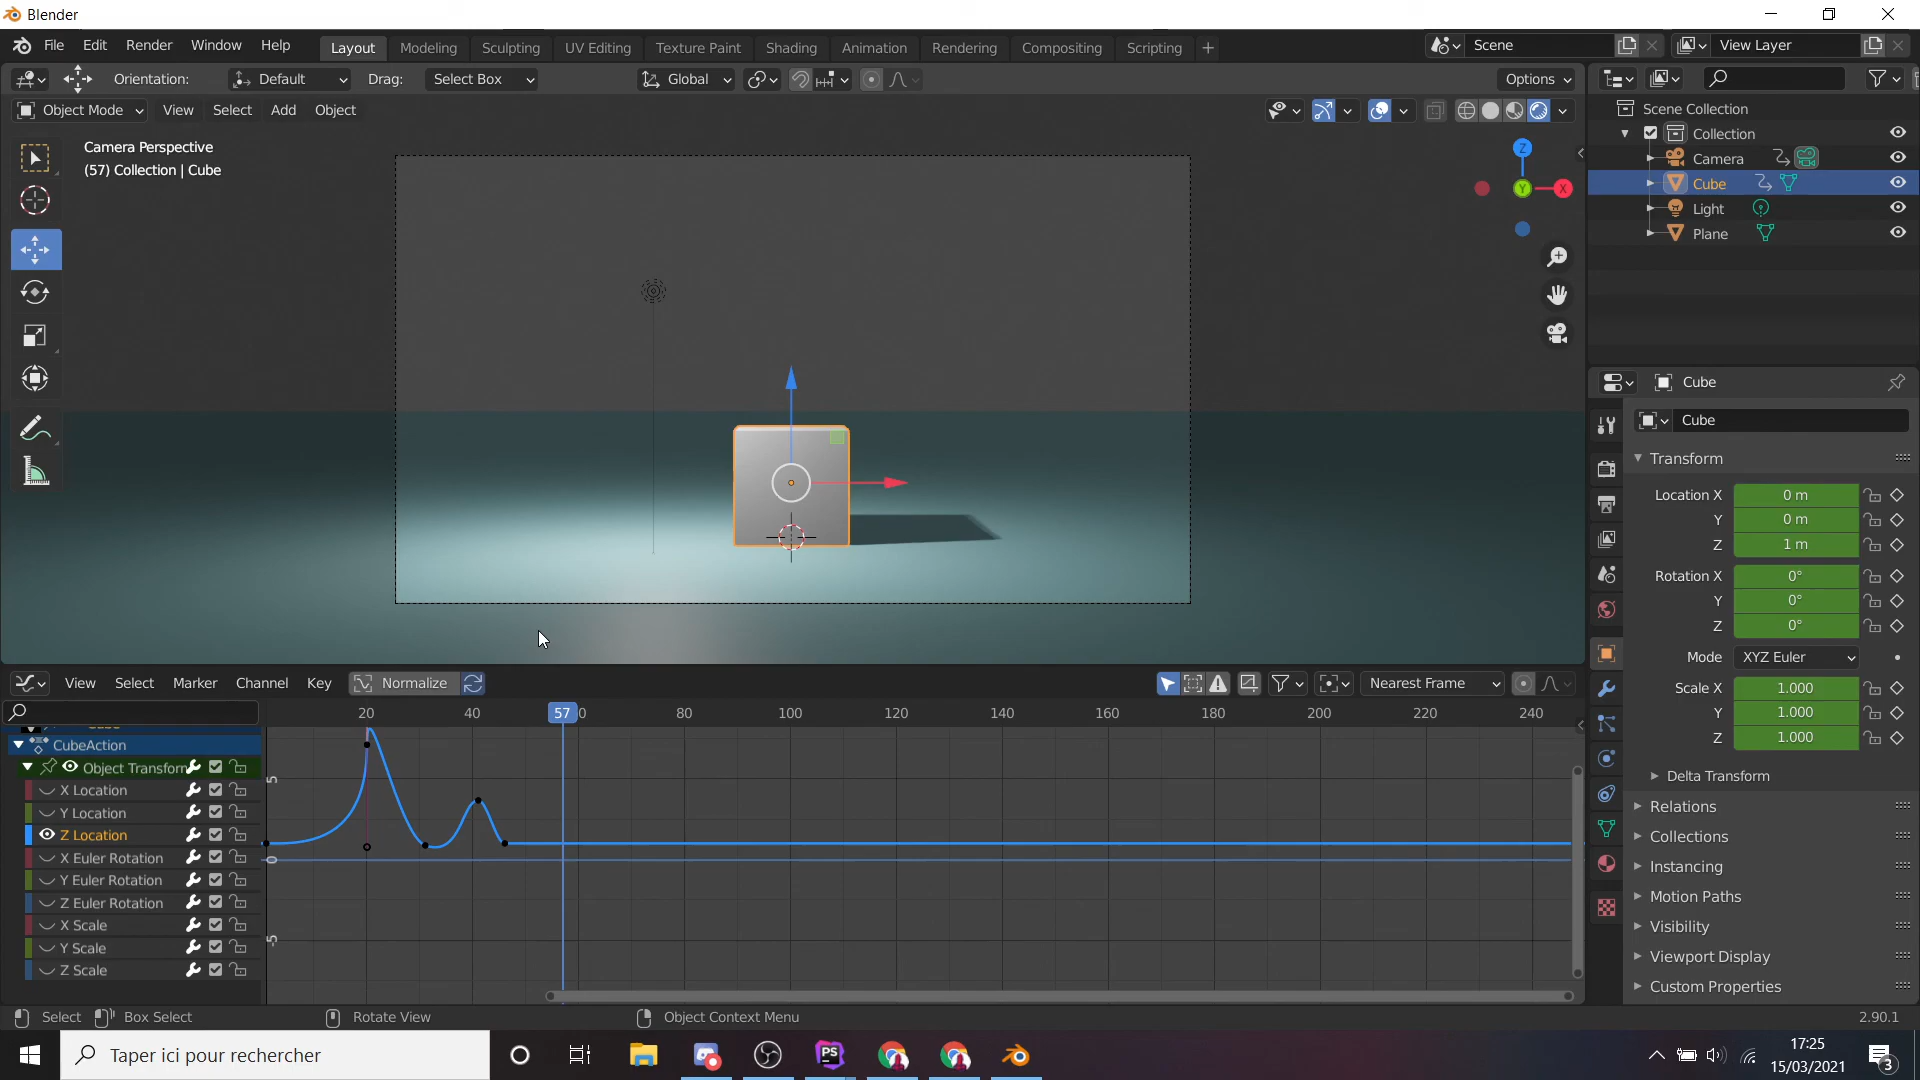 Blender
File Edit Render Window Help Layout Modeling Sculpting UV Editing Texture Paint Shading Animation Rendering Compositing Scripting + Scene View Layer
Orientation: Default Drag: Select Box Global Options
Object Mode View Select Add Object
Camera Perspective
(57) Collection | Cube
Z
Y
X
Scene Collection
Collection
Camera
Cube
Light
Plane
Cube
Cube
Transform
Location X 0 m
Y 0 m
Z 1 m
Rotation X 0°
Y 0°
Z 0°
Mode XYZ Euler
Scale X 1.000
Y 1.000
Z 1.000
Delta Transform
Relations
Collections
Instancing
Motion Paths
Visibility
Viewport Display
Custom Properties
View Select Marker Channel Key Normalize Nearest Frame
20 40 57 80 100 120 140 160 180 200 220 240
CubeAction
Object Transform
X Location
Y Location
Z Location
X Euler Rotation
Y Euler Rotation
Z Euler Rotation
X Scale
Y Scale
Z Scale
5
0
-5
Select Box Select Rotate View Object Context Menu 2.90.1
Taper ici pour rechercher
PS
17:25
15/03/2021
3